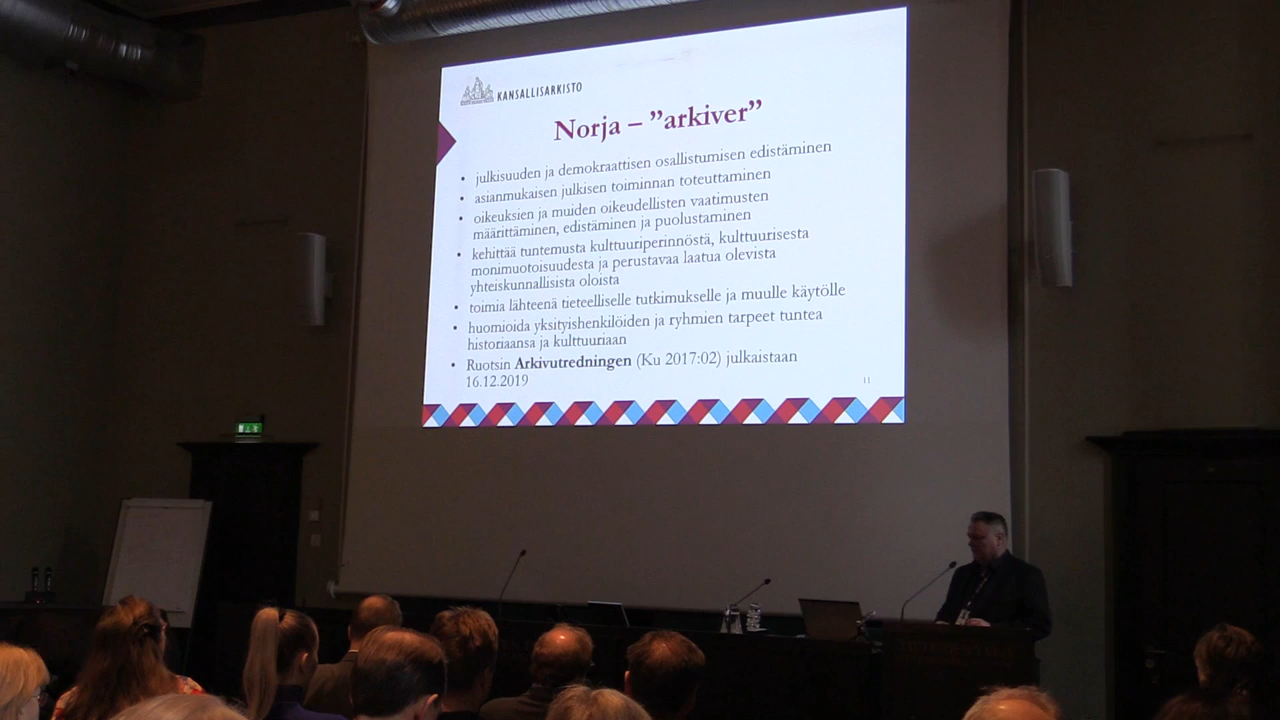 KANSALLISARKISTO
Norja – ”arkiver”
• julkisuuden ja demokraattisen osallistumisen edistäminen
• asianmukaisen julkisen toiminnan toteuttaminen
• oikeuksien ja muiden oikeudellisten vaatimusten
määrittäminen, edistäminen ja puolustaminen
• kehittää tuntemusta kulttuuriperinnöstä, kulttuurisesta
monimuotoisuudesta ja perustavaa laatua olevista
yhteiskunnallisista oloista
• toimia lähteenä tieteelliselle tutkimukselle ja muulle käytölle
• huomioida yksityishenkilöiden ja ryhmien tarpeet tuntea
historiaansa ja kulttuuriaan
• Ruotsin Arkivutredningen (Ku 2017:02) julkaistaan
16.12.2019
11